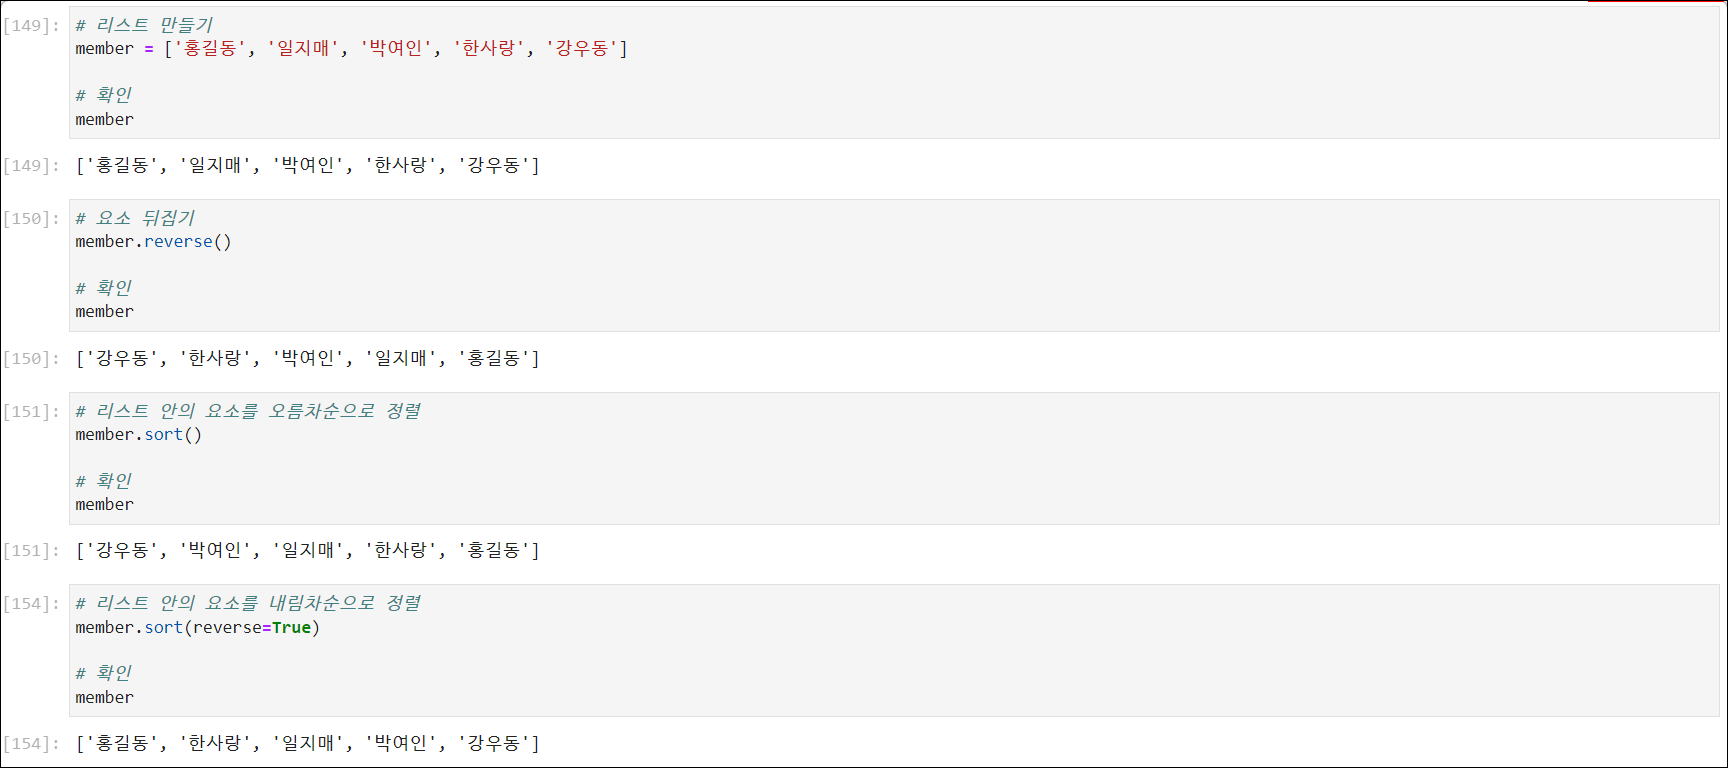 [149]: # 리스트 만들기
member = ['홍길동', '일지매', '박여인', '한사랑', '강우동']
# 확인
member
[149]: ['홍길동', '일지매', '박여인', '한사랑', '강우동']
[150]: # 요소 뒤집기
member.reverse()
# 확인
member
[150]: ['강우동', '한사랑', '박여인', '일지매', '홍길동']
[151]: # 리스트 안의 요소를 오름차순으로 정렬
member.sort()
# 확인
member
[151]: ['강우동', '박여인', '일지매', '한사랑', '홍길동']
[154]: # 리스트 안의 요소를 내림차순으로 정렬
member.sort(reverse=True)
# 확인
member
[154]: ['홍길동', '한사랑', '일지매', '박여인', '강우동']